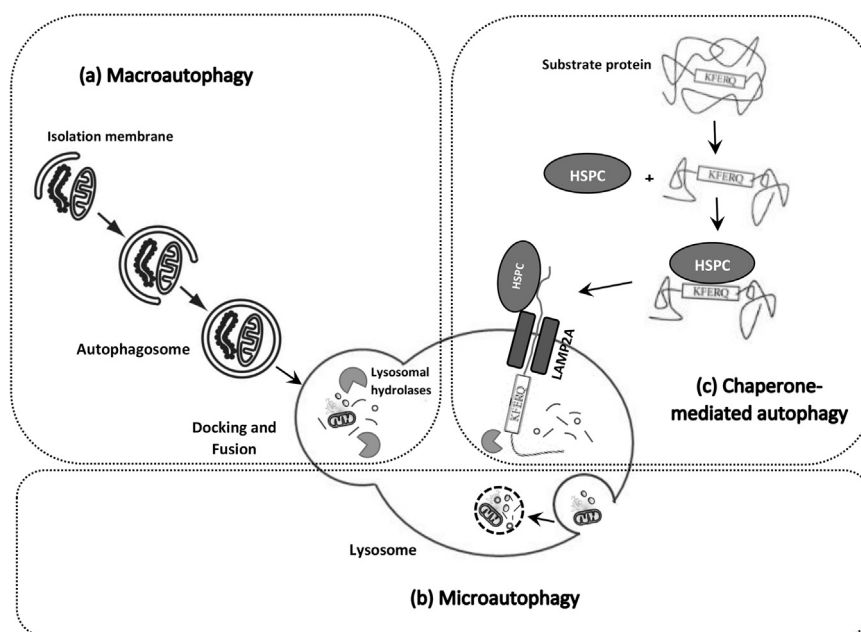 (a) Macroautophagy
Isolation membrane
Autophagosome
Docking and
Fusion
Lysosomal
hydrolases
Substrate protein
KFERQ
HSPC
+
KFERQ
HSPC
KFERQ
HSPC
LAMP2A
KFERQ
(c) Chaperone-
mediated autophagy
Lysosome
(b) Microautophagy